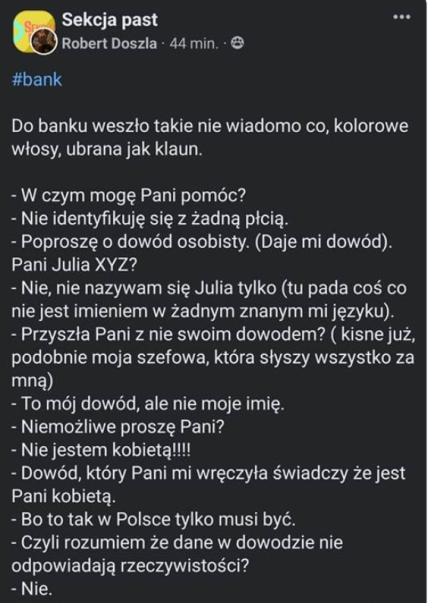 Sekcja past
Robert Doszla · 44 min. ·
#bank
Do banku weszło takie nie wiadomo co, kolorowe
włosy, ubrana jak klaun.
- W czym mogę Pani pomóc?
- Nie identyfikuję się z żadną płcią.
- Poproszę o dowód osobisty. (Daje mi dowód).
Pani Julia XYZ?
- Nie, nie nazywam się Julia tylko (tu pada coś co
nie jest imieniem w żadnym znanym mi języku).
- Przyszła Pani z nie swoim dowodem? ( kisne już,
podobnie moja szefowa, która słyszy wszystko za
mną)
- To mój dowód, ale nie moje imię.
- Niemożliwe proszę Pani?
- Nie jestem kobietą!!!!
- Dowód, który Pani mi wręczyła świadczy że jest
Pani kobietą.
- Bo to tak w Polsce tylko musi być.
- Czyli rozumiem że dane w dowodzie nie
odpowiadają rzeczywistości?
- Nie.